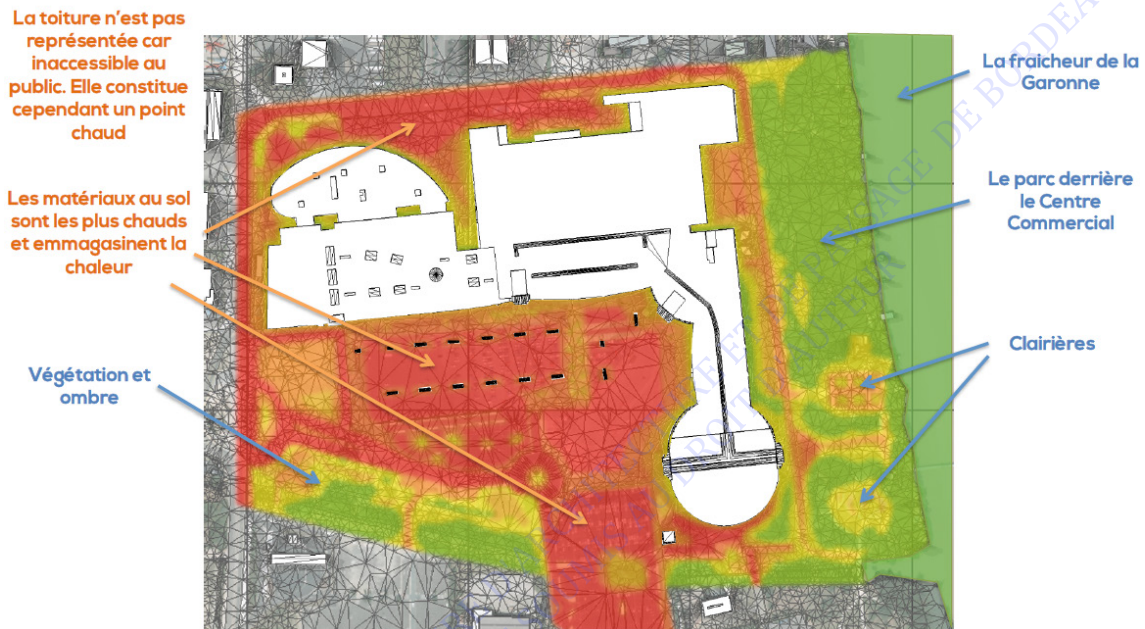 La toiture n'est pas
représentée car
inaccessible au
public. Elle constitue
cependant un point
chaud
Les matériaux au sol
sont les plus chauds
et emmagasinent la
chaleur
Végétation et
ombre
La fraicheur de la
Garonne
Le parc derrière
le Centre
Commercial
Clairières